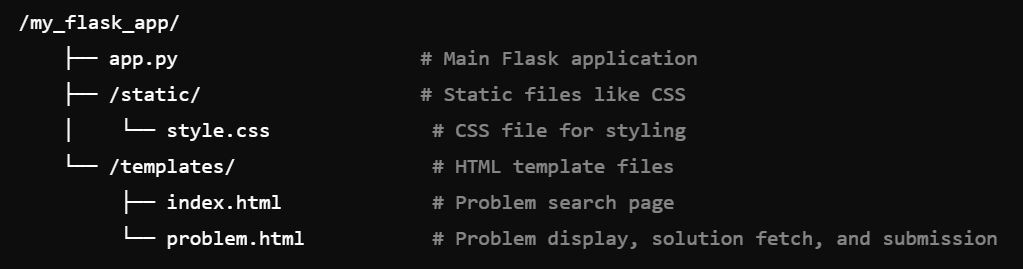 /my_flask_app/
├── app.py # Main Flask application
├── /static/ # Static files like CSS
│ └── style.css # CSS file for styling
└── /templates/ # HTML template files
├── index.html # Problem search page
└── problem.html # Problem display, solution fetch, and submission